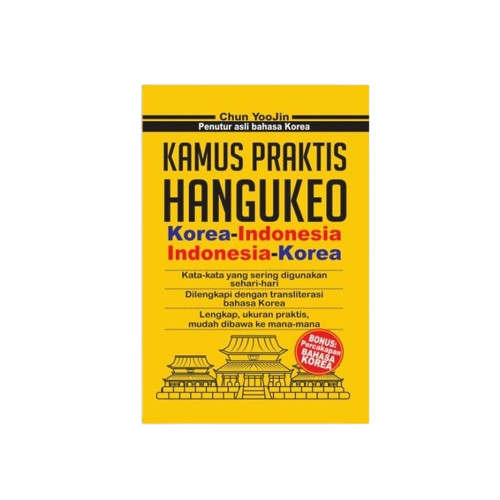 Chun YooJin
Penutur asli bahasa Korea
KAMUS PRAKTIS
HANGUKEO
Korea-Indonesia
Indonesia-Korea
Kata-kata yang sering digunakan
sehari-hari
Dilengkapi dengan transliterasi
bahasa Korea
Lengkap, ukuran praktis,
mudah dibawa ke mana-mana
BONUS:
Percakapan
BAHASA
KOREA